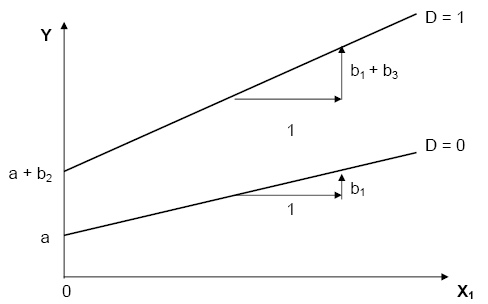 D = 1
Y
b₁ + b₃
1
D = 0
a + b₂
b₁
1
a
0
X₁